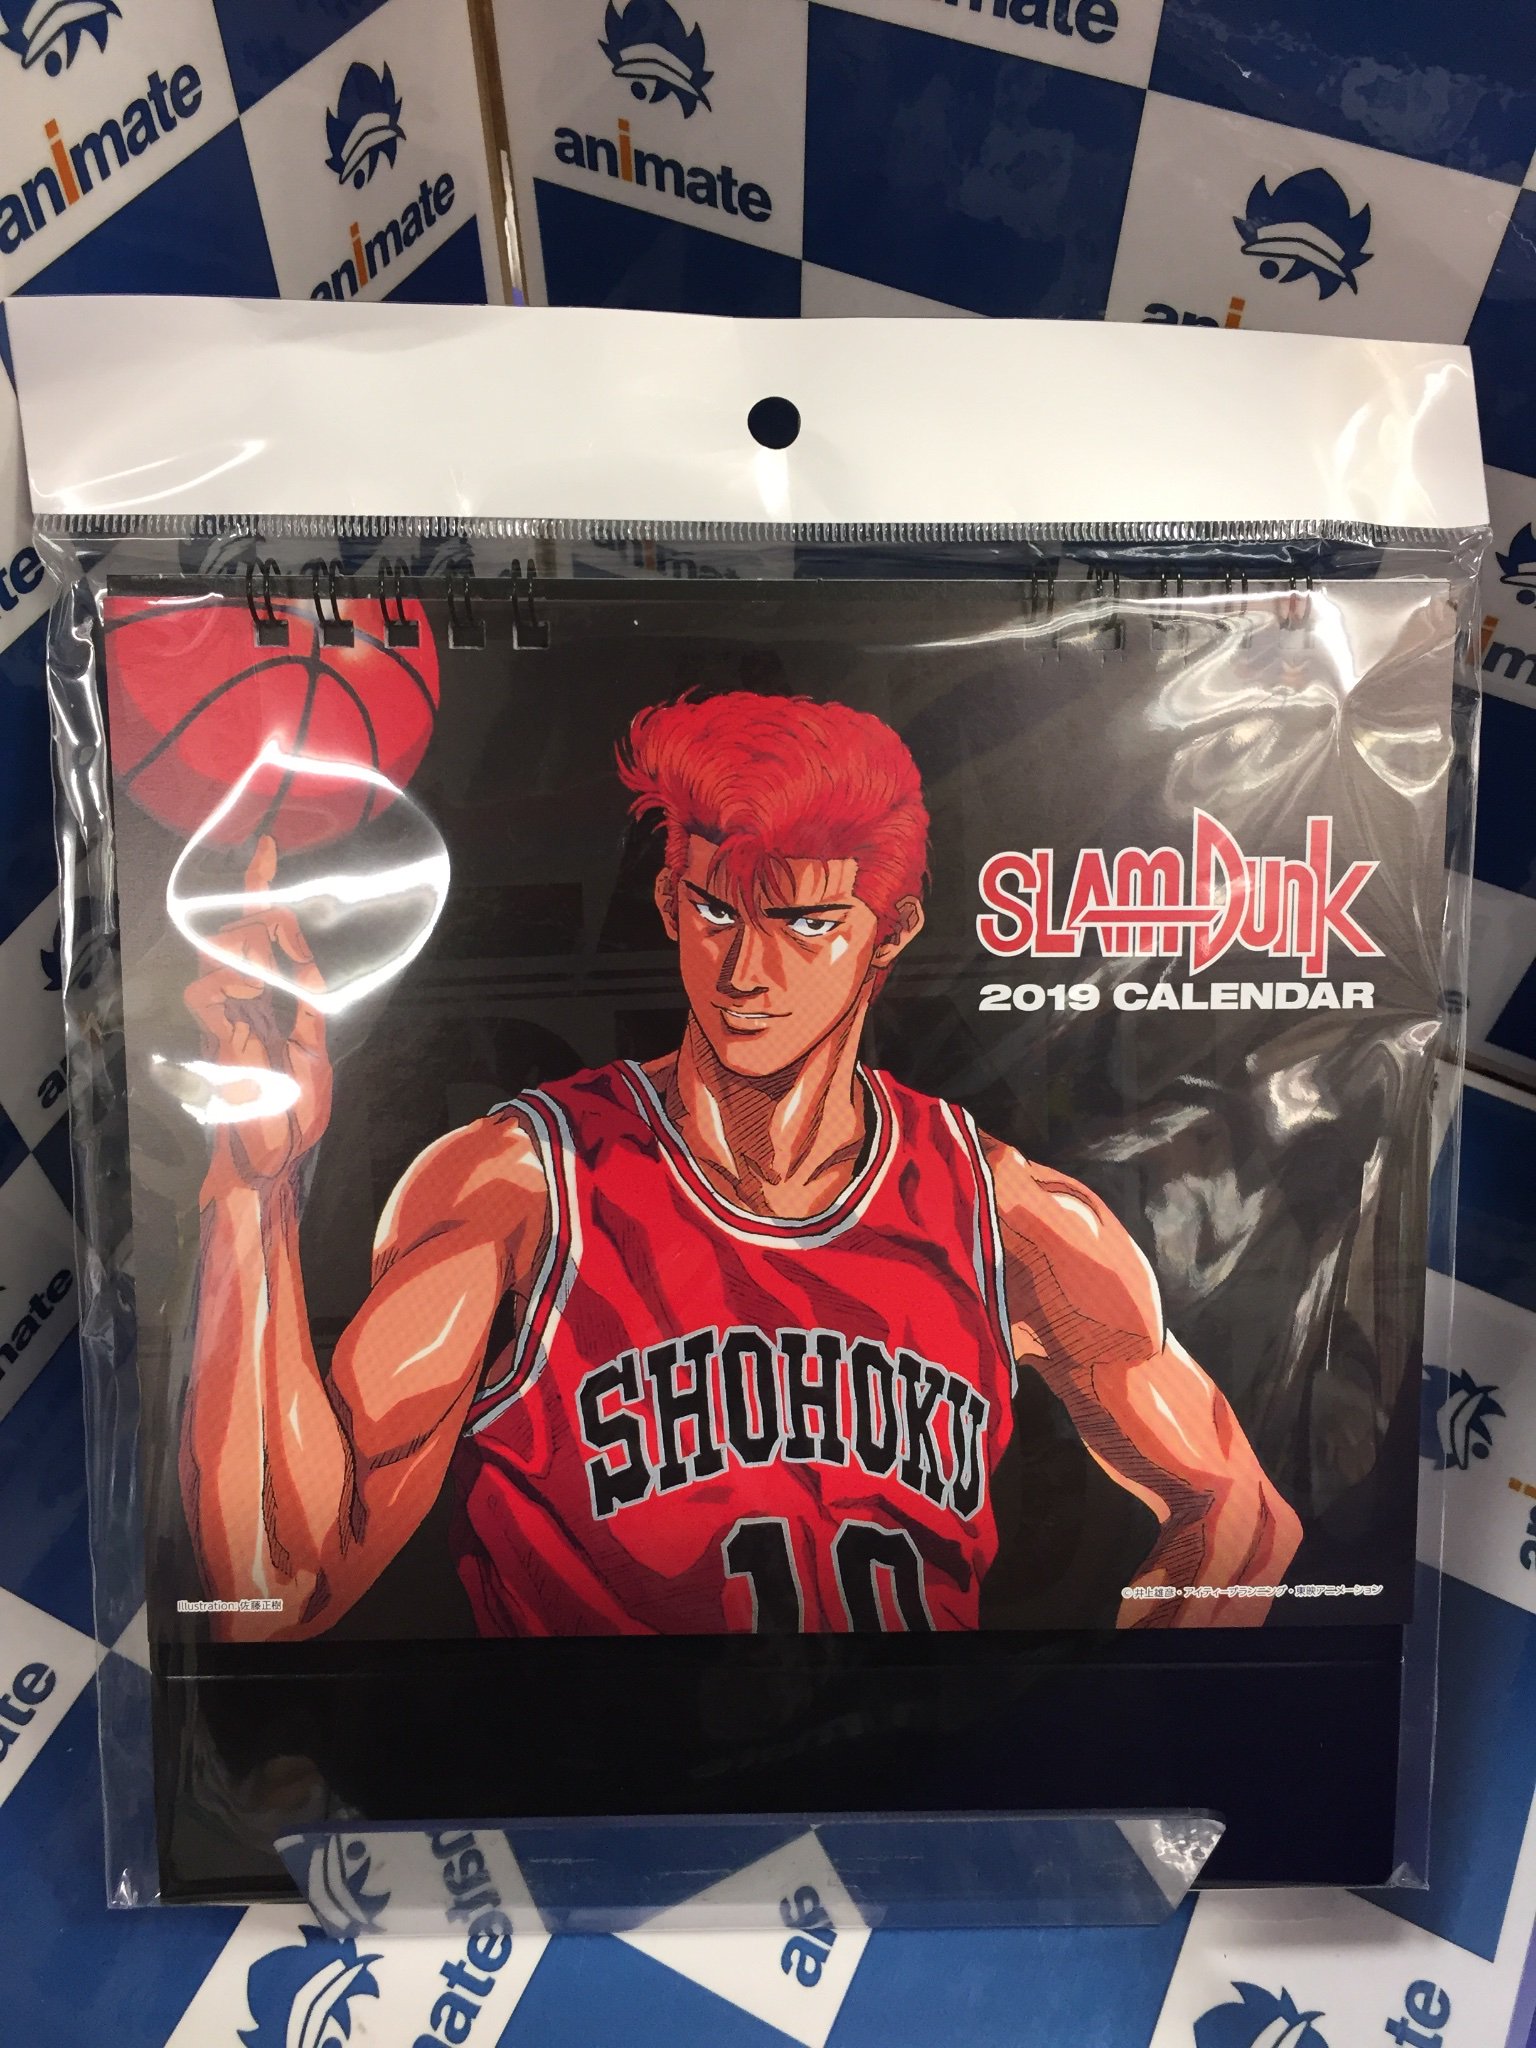 animate
animate
animate
animate
SLAM DUNK
2019 CALENDAR
SHOHOKU
10
Illustration: 佐藤正樹
© 井上雄彦・アイティープランニング・東映アニメーション